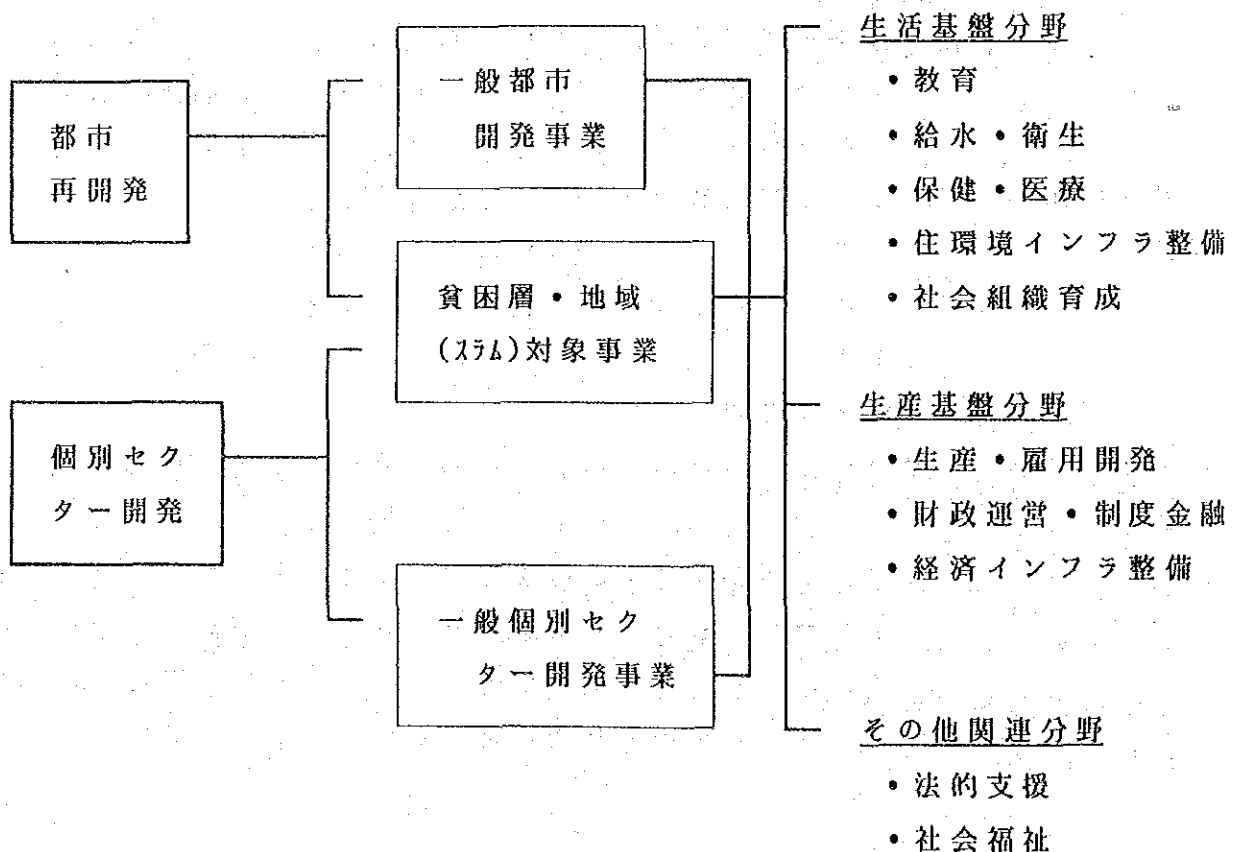 都市
再開発
個別セク
ター開発
一般都市
開発事業
貧困層・地域
(ｽﾗﾑ)対象事業
一般個別セク
ター開発事業
生活基盤分野
・教育
・給水・衛生
・保健・医療
・住環境インフラ整備
・社会組織育成
生産基盤分野
・生産・雇用開発
・財政運営・制度金融
・経済インフラ整備
その他関連分野
・法的支援
・社会福祉